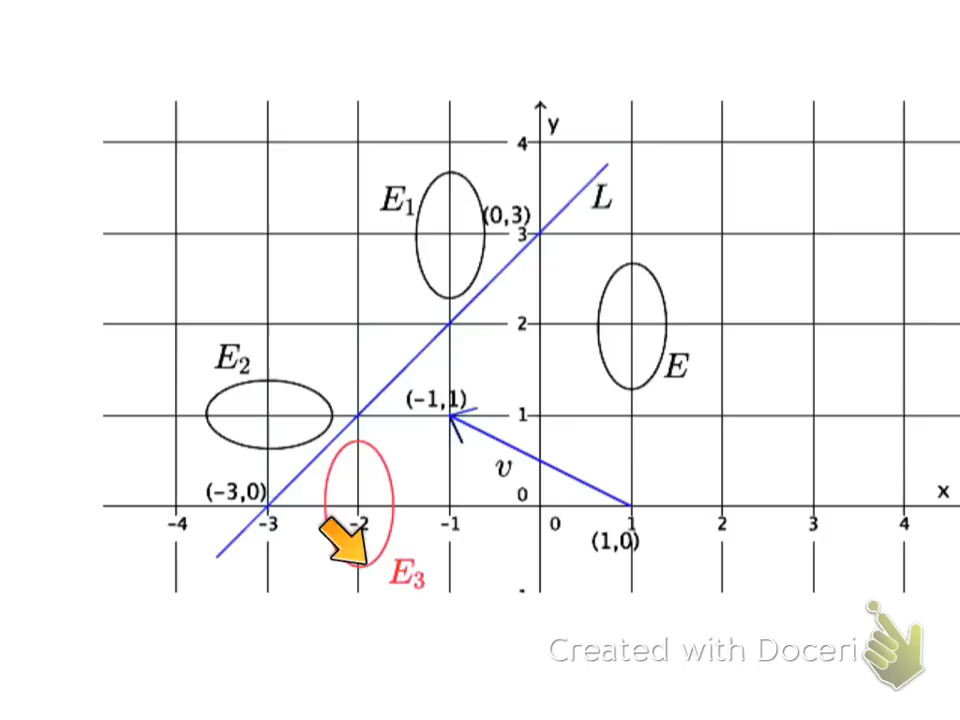 y
4
E1
(0,3)
L
3
2
E2
E
(-1,1)
1
v
(-3,0)
0
x
-4
-3
-2
-1
0
1
2
3
4
(1,0)
E3
-
Created with Doceri